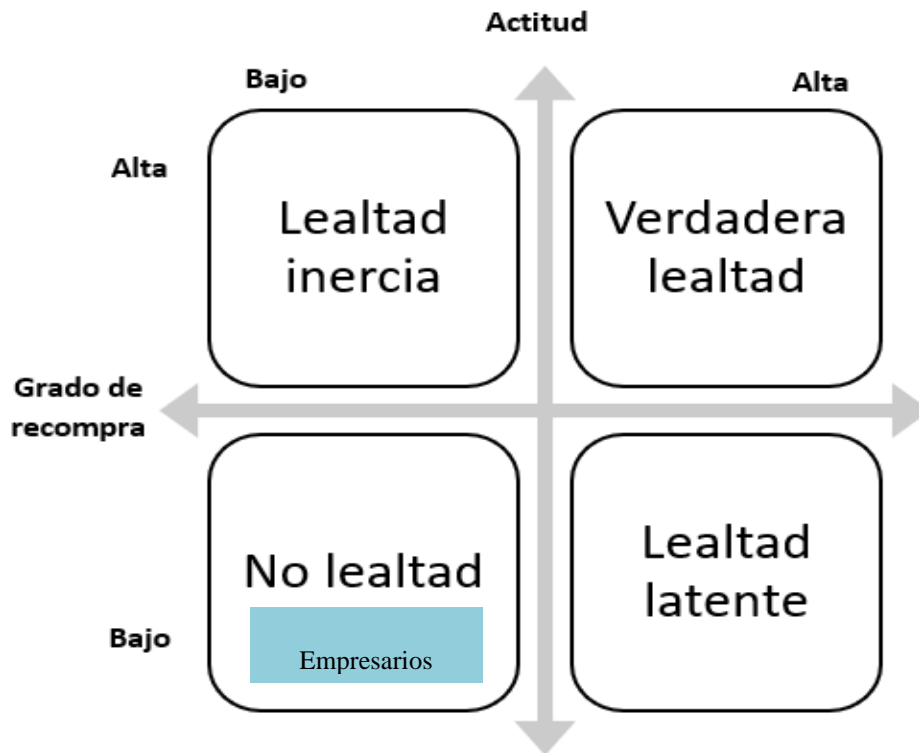 Actitud
Bajo
Alta
Alta
Lealtad
inercia
Verdadera
lealtad
Grado de
recompra
No lealtad
Empresarios
Lealtad
latente
Bajo